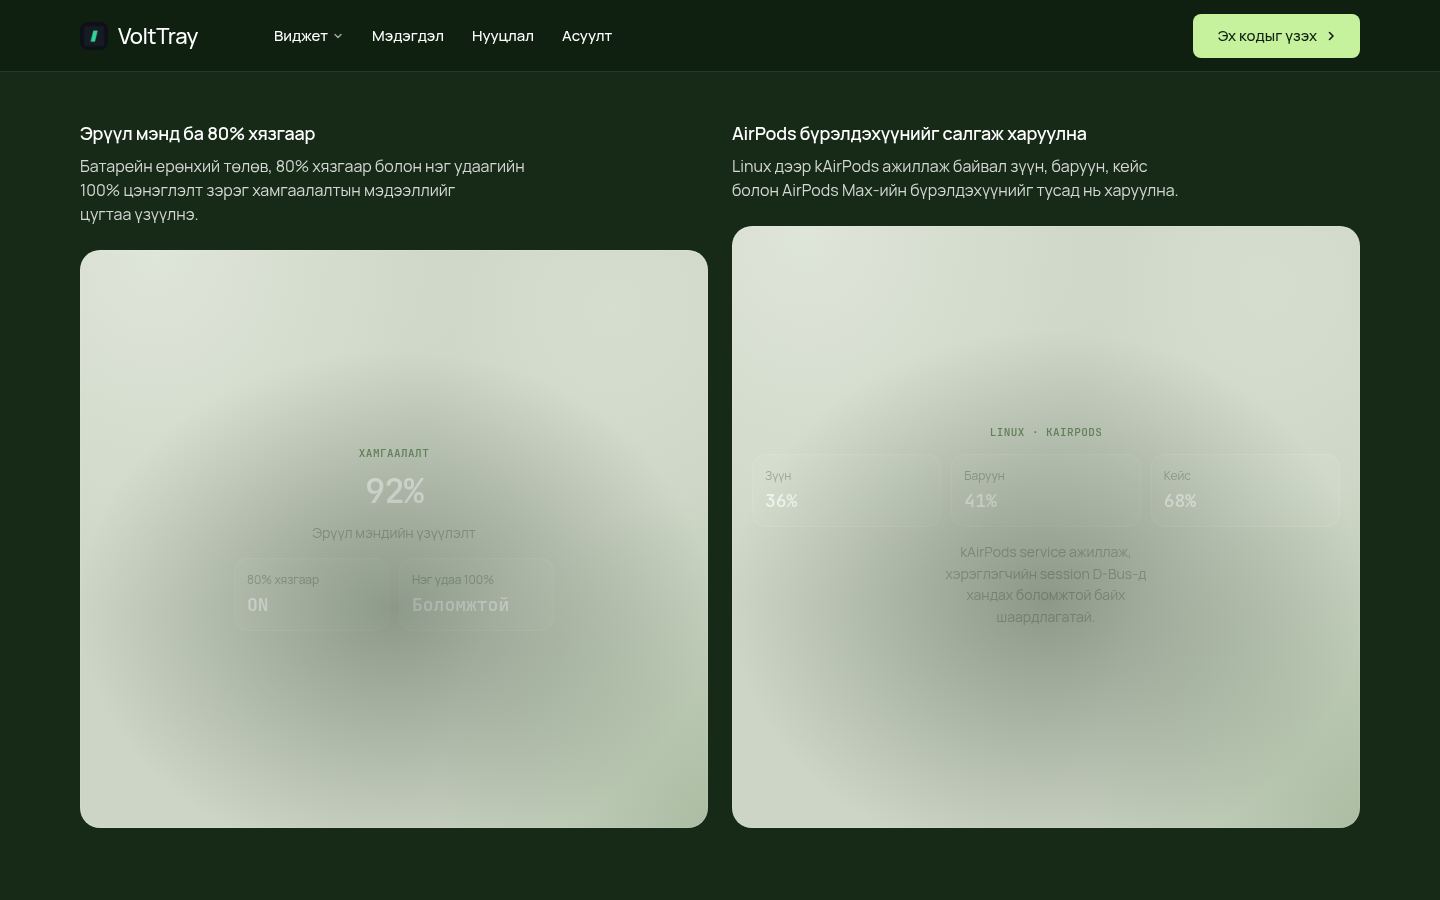 VoltTray
Виджет
Мэдэгдэл
Нууцлал
Асуулт
Эх кодыг үзэх
Эрүүл мэнд ба 80% хязгаар
Батарейн ерөнхий төлөв, 80% хязгаар болон нэг удаагийн
100% цэнэглэлт зэрэг хамгаалалтын мэдээллийг
цугтаа үзүүлнэ.
ХАМГААЛАЛТ
92%
Эрүүл мэндийн үзүүлэлт
80% хязгаар
ON
Нэг удаа 100%
Боломжтой
AirPods бүрэлдэхүүнийг салгаж харуулна
Linux дээр kAirPods ажиллаж байвал зүүн, баруун, кейс
болон AirPods Max-ийн бүрэлдэхүүнийг тусад нь харуулна.
LINUX · KAIRPODS
Зүүн
36%
Баруун
41%
Кейс
68%
kAirPods service ажиллаж,
хэрэглэгчийн session D-Bus-д
хандах боломжтой байх
шаардлагатай.